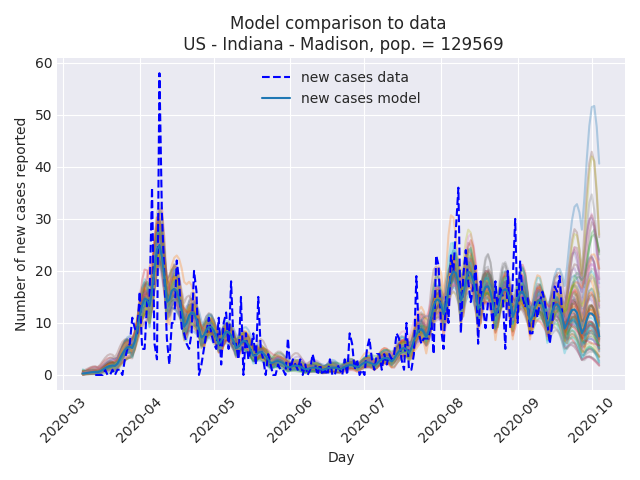 Model comparison to data
US - Indiana - Madison, pop. = 129569
new cases data
new cases model
Number of new cases reported
60
50
40
30
20
10
0
2020-03
2020-04
2020-05
2020-06
2020-07
2020-08
2020-09
2020-10
Day